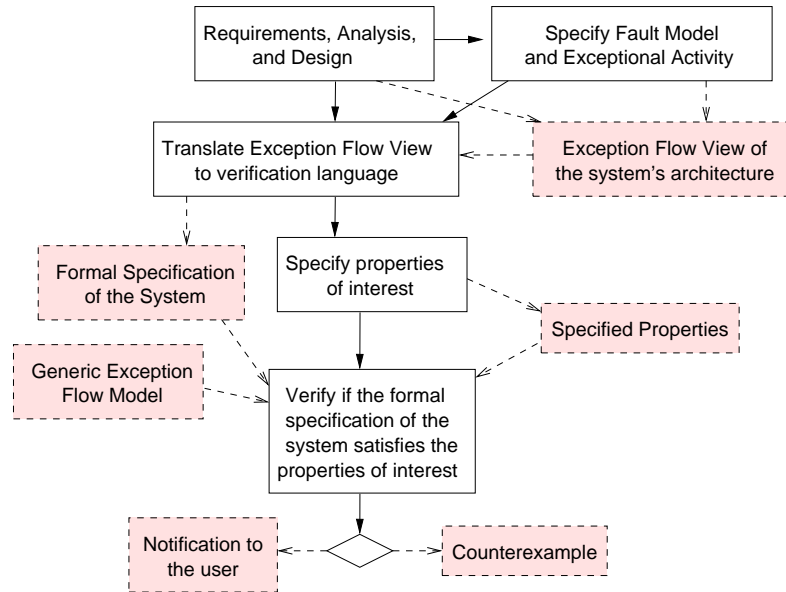 Requirements, Analysis,
and Design
Specify Fault Model
and Exceptional Activity
Translate Exception Flow View
to verification language
Exception Flow View of
the system's architecture
Formal Specification
of the System
Specify properties
of interest
Specified Properties
Generic Exception
Flow Model
Verify if the formal
specification of the
system satisfies the
properties of interest
Notification to
the user
Counterexample